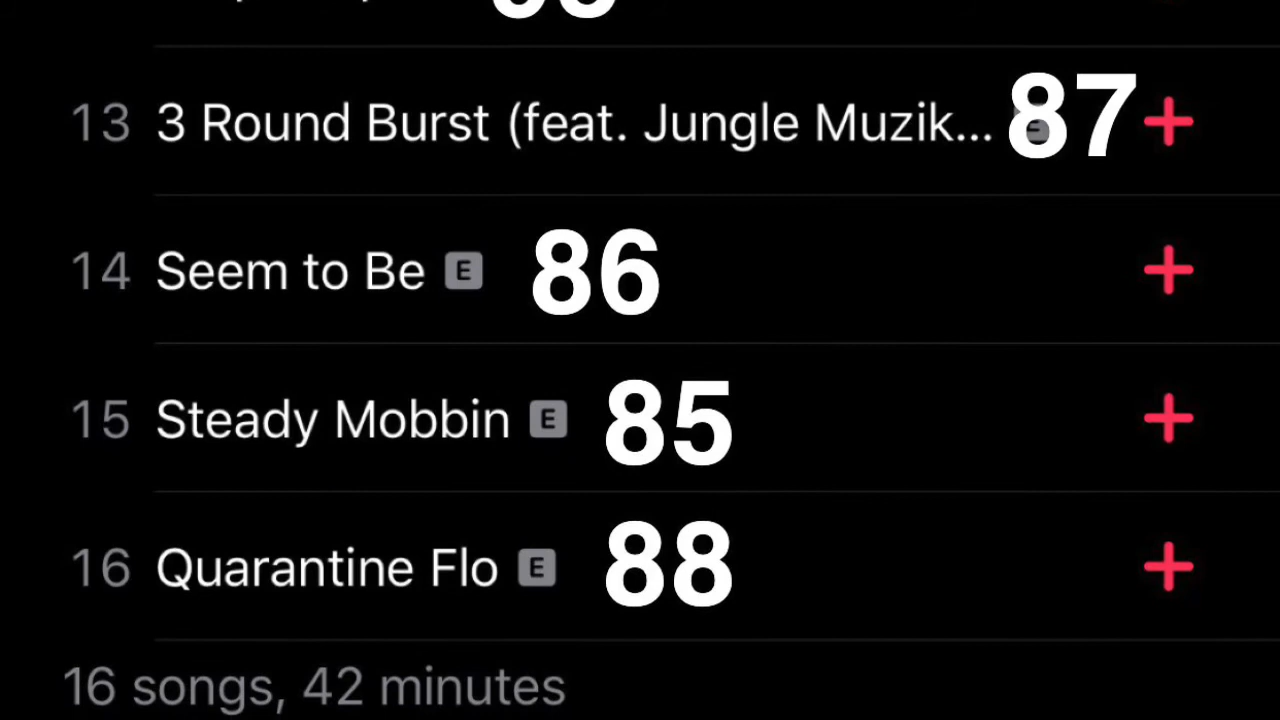 13 3 Round Burst (feat. Jungle Muzik... 87 +
14 Seem to Be E 86 +
15 Steady Mobbin E 85 +
16 Quarantine Flo E 88 +
16 songs, 42 minutes